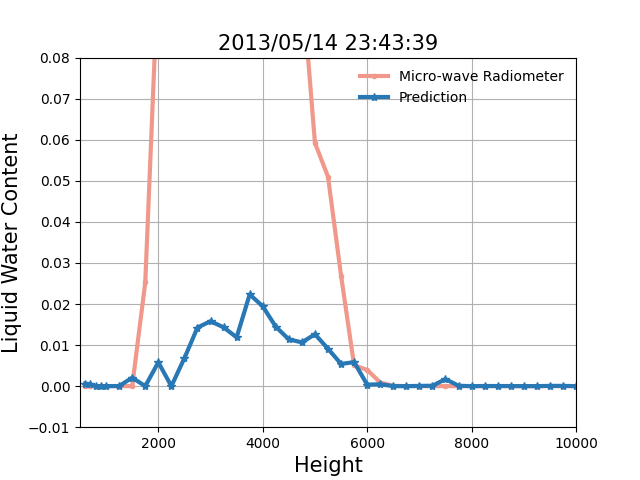 2013/05/14 23:43:39
Micro-wave Radiometer
Prediction
Liquid Water Content
0.08
0.07
0.06
0.05
0.04
0.03
0.02
0.01
0.00
−0.01
2000 4000 6000 8000 10000
Height